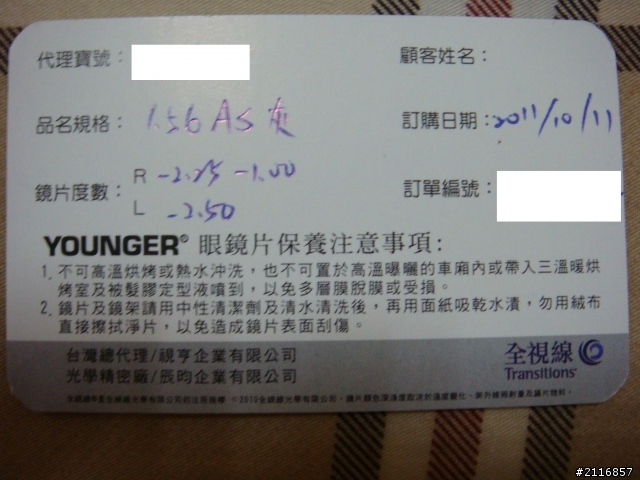 代理寶號：
顧客姓名：
品名規格： 1.56 AS 灰
訂購日期： 2011/10/11
鏡片度數： R -2.25 -1.00
L -2.50
訂單編號：
YOUNGER® 眼鏡片保養注意事項：
1. 不可高溫烘烤或熱水沖洗，也不可置於高溫曝曬的車廂內或帶入三溫暖烘
烤室及被髮膠定型液噴到，以免多層膜脫膜或受損。
2. 鏡片及鏡架請用中性清潔劑及清水清洗後，再用面紙吸乾水漬，勿用絨布
直接擦拭淨片，以免造成鏡片表面刮傷。
台灣總代理/視亨企業有限公司
光學精密廠/辰昀企業有限公司
全視線
Transitions
#2116857